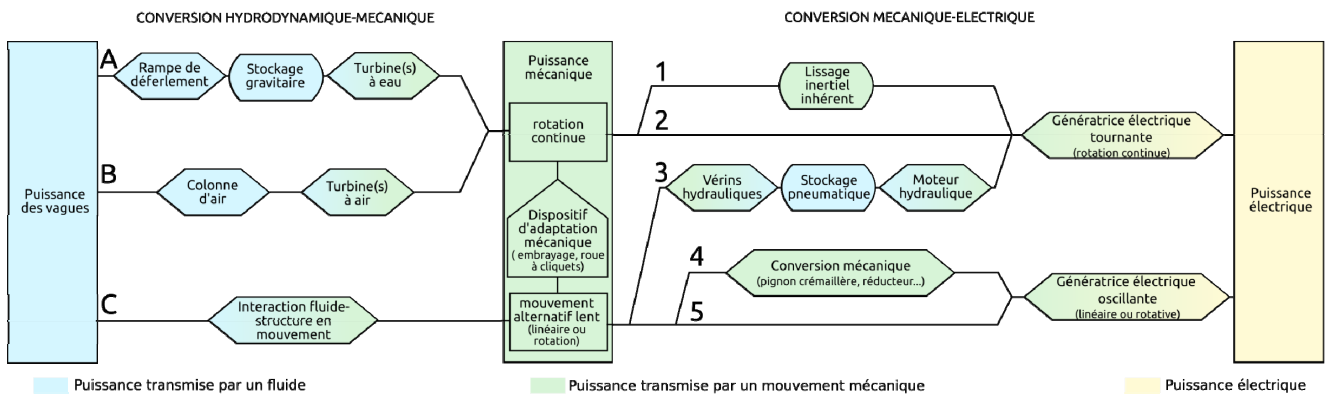 CONVERSION HYDRODYNAMIQUE-MECANIQUE
CONVERSION MECANIQUE-ELECTRIQUE
Puissance
des vagues
A
Rampe de
déferlement
Stockage
gravitaire
Turbine(s)
à eau
B
Colonne
d'air
Turbine(s)
à air
C
Interaction fluide-
structure en
mouvement
Puissance
mécanique
rotation
continue
Dispositif
d'adaptation
mécanique
( embrayage, roue
à cliquets)
mouvement
alternatif lent
(linéaire ou
rotation)
1
Lissage
inertiel
inhérent
2
3
Vérins
hydrauliques
Stockage
pneumatique
Moteur
hydraulique
4
Conversion mécanique
(pignon crémaillère, réducteur...)
5
Génératrice électrique
tournante
(rotation continue)
Génératrice électrique
oscillante
(linéaire ou rotative)
Puissance
électrique
Puissance transmise par un fluide
Puissance transmise par un mouvement mécanique
Puissance électrique